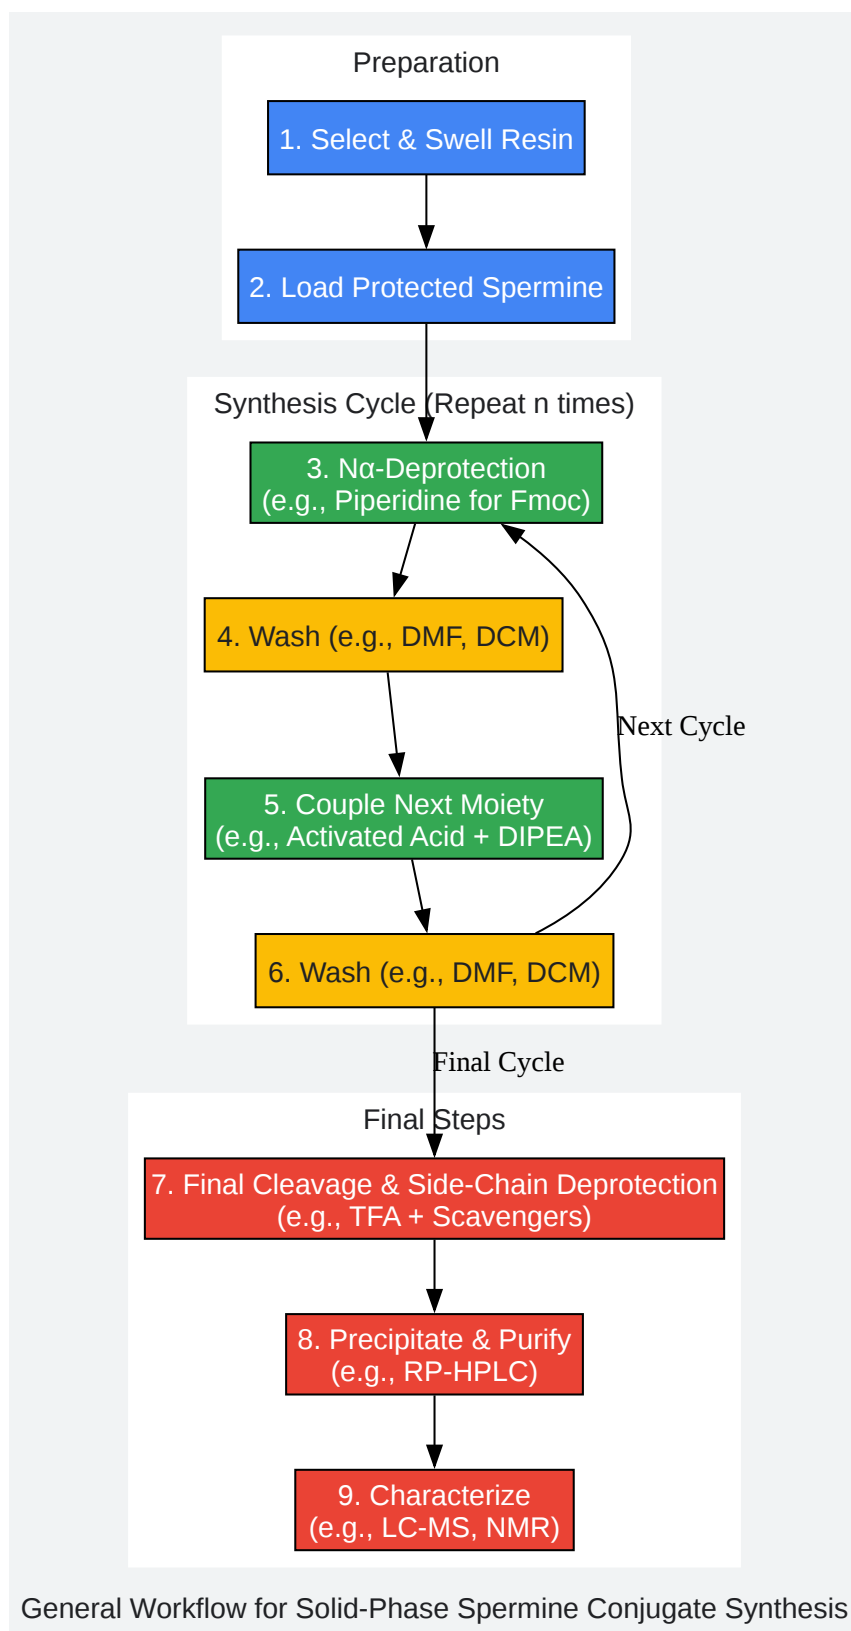 Preparation
1. Select & Swell Resin
2. Load Protected Spermine
Synthesis Cycle (Repeat n times)
3. Nα-Deprotection
(e.g., Piperidine for Fmoc)
4. Wash (e.g., DMF, DCM)
Next Cycle
5. Couple Next Moiety
(e.g., Activated Acid + DIPEA)
6. Wash (e.g., DMF, DCM)
Final Cycle
Final Steps
7. Final Cleavage & Side-Chain Deprotection
(e.g., TFA + Scavengers)
8. Precipitate & Purify
(e.g., RP-HPLC)
9. Characterize
(e.g., LC-MS, NMR)
General Workflow for Solid-Phase Spermine Conjugate Synthesis